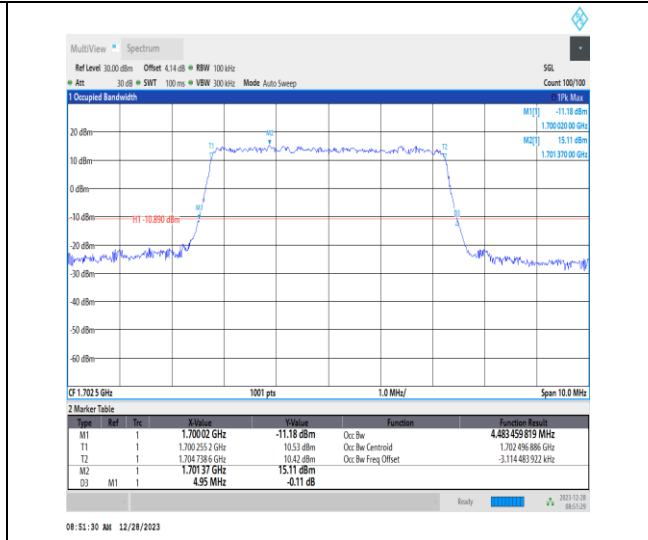 MultiView Spectrum
Ref Level 30.00 dBm Offset 4.14 dB RBW 100 kHz SGL
Att 30 dB SWT 100 ms VBW 300 kHz Mode Auto Sweep Count 100/100
1 Occupied Bandwidth 1Pk Max
M1[1] -11.18 dBm
1.700 020 00 GHz
M2[1] 15.11 dBm
1.701 370 00 GHz
20 dBm
M2
T1 T2
10 dBm
0 dBm
M1 D3
-10 dBm H1 -10.890 dBm
-20 dBm
-30 dBm
-40 dBm
-50 dBm
-60 dBm
CF 1.702 5 GHz 1001 pts 1.0 MHz/ Span 10.0 MHz
2 Marker Table
Type Ref Trc X-Value Y-Value Function Function Result
M1 1 1.700 02 GHz -11.18 dBm Occ Bw 4.483 459 819 MHz
T1 1 1.700 255 2 GHz 10.53 dBm Occ Bw Centroid 1.702 496 886 GHz
T2 1 1.704 738 6 GHz 10.42 dBm Occ Bw Freq Offset -3.114 483 922 kHz
M2 1 1.701 37 GHz 15.11 dBm
D3 M1 1 4.95 MHz -0.11 dB
Ready 2023-12-28
08:51:29
08:51:30 AM 12/28/2023